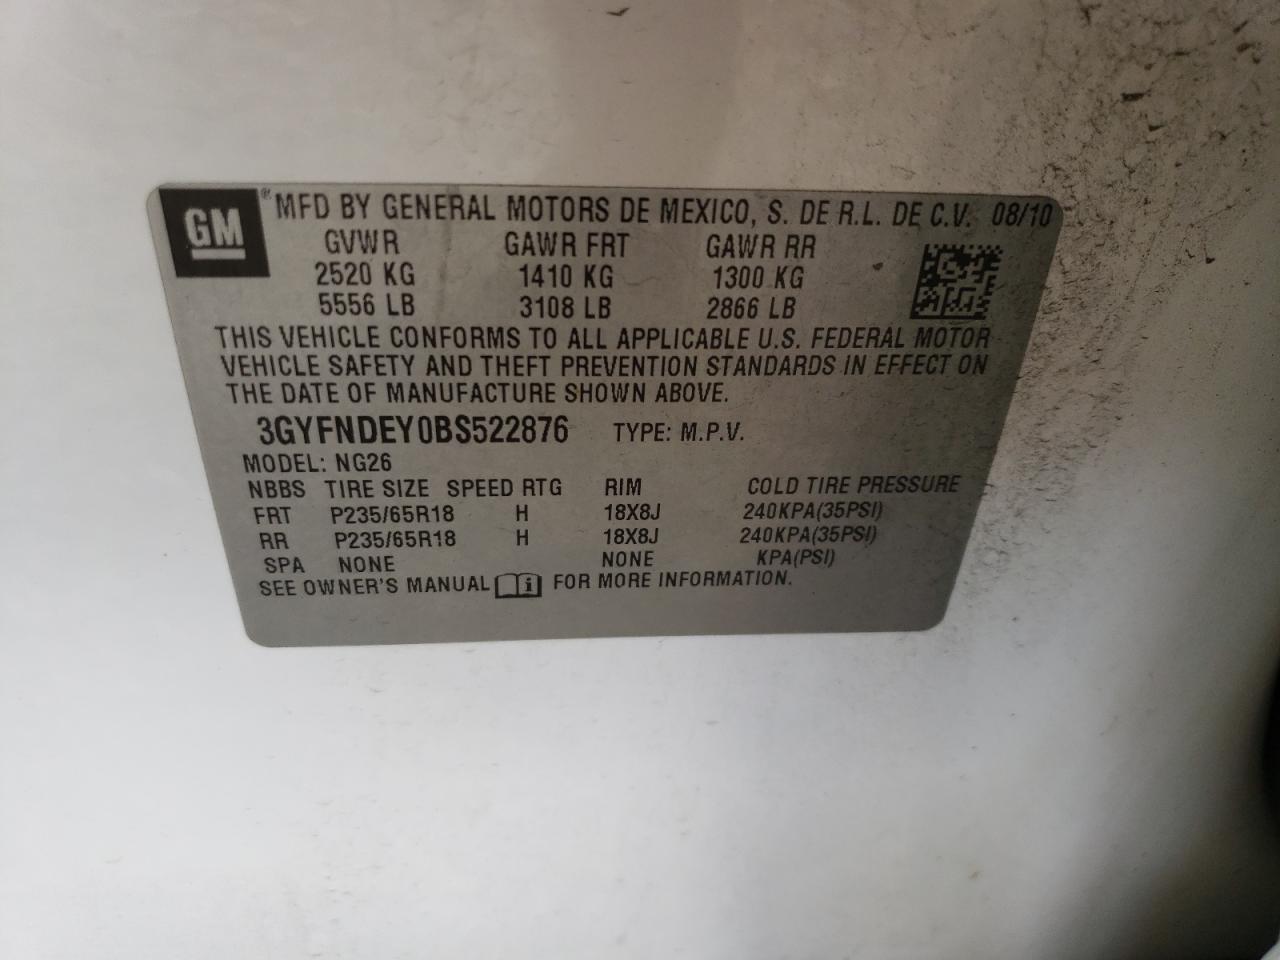 GM ® MFD BY GENERAL MOTORS DE MEXICO, S. DE R.L. DE C.V. 08/10
GVWR GAWR FRT GAWR RR
2520 KG 1410 KG 1300 KG
5556 LB 3108 LB 2866 LB
THIS VEHICLE CONFORMS TO ALL APPLICABLE U.S. FEDERAL MOTOR
VEHICLE SAFETY AND THEFT PREVENTION STANDARDS IN EFFECT ON
THE DATE OF MANUFACTURE SHOWN ABOVE.
3GYFNDEY0BS522876 TYPE: M.P.V.
MODEL: NG26
NBBS TIRE SIZE SPEED RTG RIM COLD TIRE PRESSURE
FRT P235/65R18 H 18X8J 240KPA(35PSI)
RR P235/65R18 H 18X8J 240KPA(35PSI)
SPA NONE NONE KPA(PSI)
SEE OWNER'S MANUAL i FOR MORE INFORMATION.